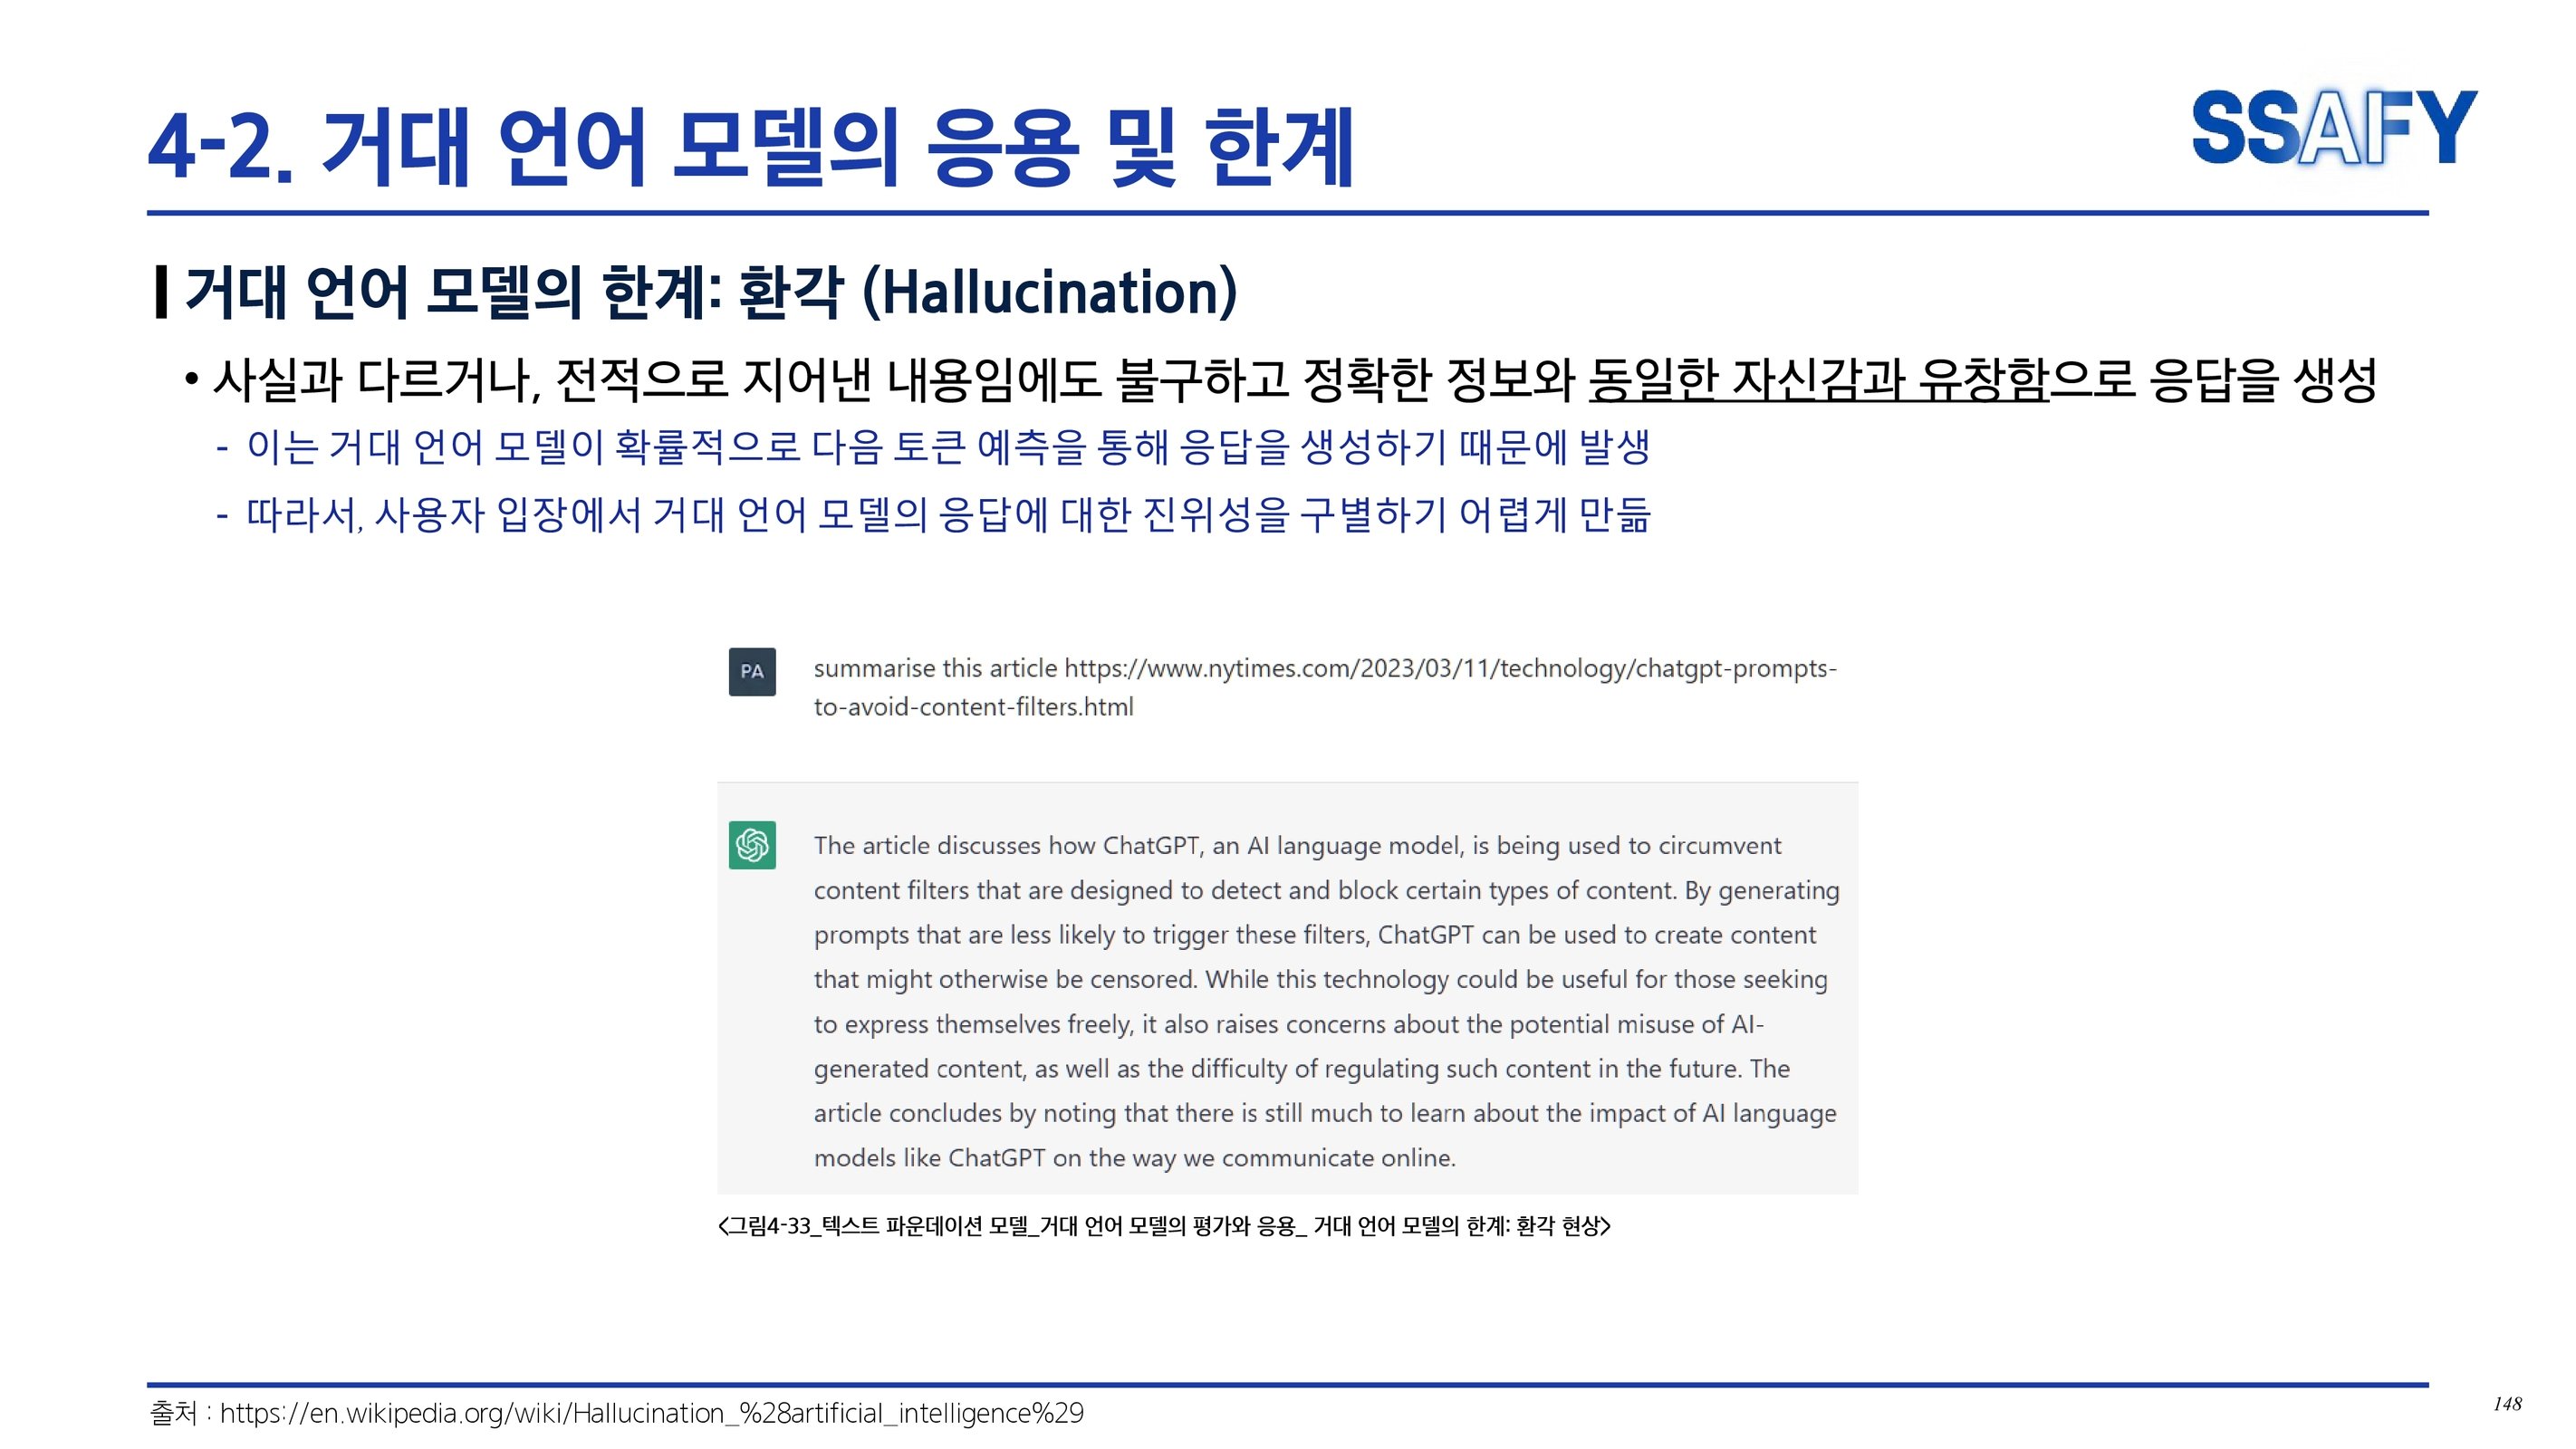 4-2. 거대 언어 모델의 응용 및 한계
SSAFY
거대 언어 모델의 한계: 환각 (Hallucination)
• 사실과 다르거나, 전적으로 지어낸 내용임에도 불구하고 정확한 정보와 동일한 자신감과 유창함으로 응답을 생성
- 이는 거대 언어 모델이 확률적으로 다음 토큰 예측을 통해 응답을 생성하기 때문에 발생
- 따라서, 사용자 입장에서 거대 언어 모델의 응답에 대한 진위성을 구별하기 어렵게 만듦
PA
summarise this article https://www.nytimes.com/2023/03/11/technology/chatgpt-prompts-
to-avoid-content-filters.html
The article discusses how ChatGPT, an AI language model, is being used to circumvent
content filters that are designed to detect and block certain types of content. By generating
prompts that are less likely to trigger these filters, ChatGPT can be used to create content
that might otherwise be censored. While this technology could be useful for those seeking
to express themselves freely, it also raises concerns about the potential misuse of AI-
generated content, as well as the difficulty of regulating such content in the future. The
article concludes by noting that there is still much to learn about the impact of AI language
models like ChatGPT on the way we communicate online.
<그림4-33_텍스트 파운데이션 모델_거대 언어 모델의 평가와 응용_ 거대 언어 모델의 한계: 환각 현상>
출처 : https://en.wikipedia.org/wiki/Hallucination_%28artificial_intelligence%29
148